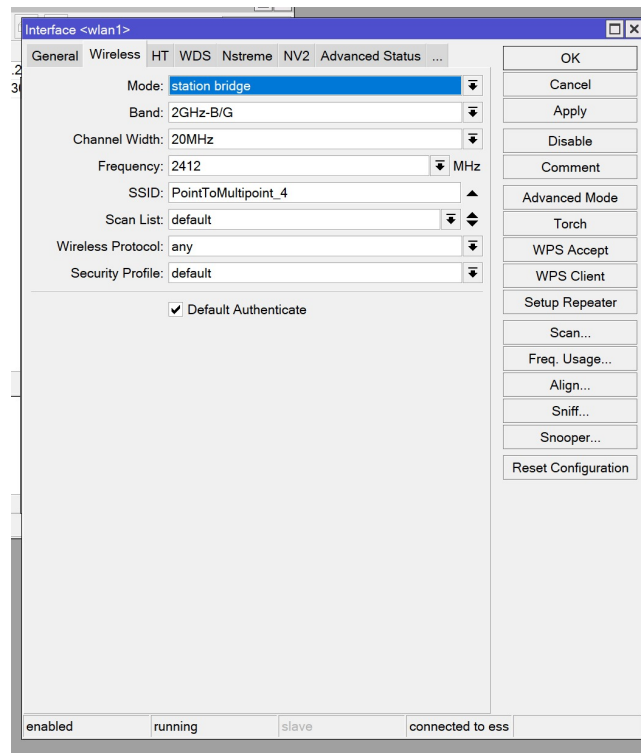 Interface <wlan1>
General Wireless HT WDS Nstreme NV2 Advanced Status ...
Mode: station bridge
Band: 2GHz-B/G
Channel Width: 20MHz
Frequency: 2412 MHz
SSID: PointToMultipoint_4
Scan List: default
Wireless Protocol: any
Security Profile: default
Default Authenticate
OK
Cancel
Apply
Disable
Comment
Advanced Mode
Torch
WPS Accept
WPS Client
Setup Repeater
Scan...
Freq. Usage...
Align...
Sniff...
Snooper...
Reset Configuration
enabled running slave connected to ess